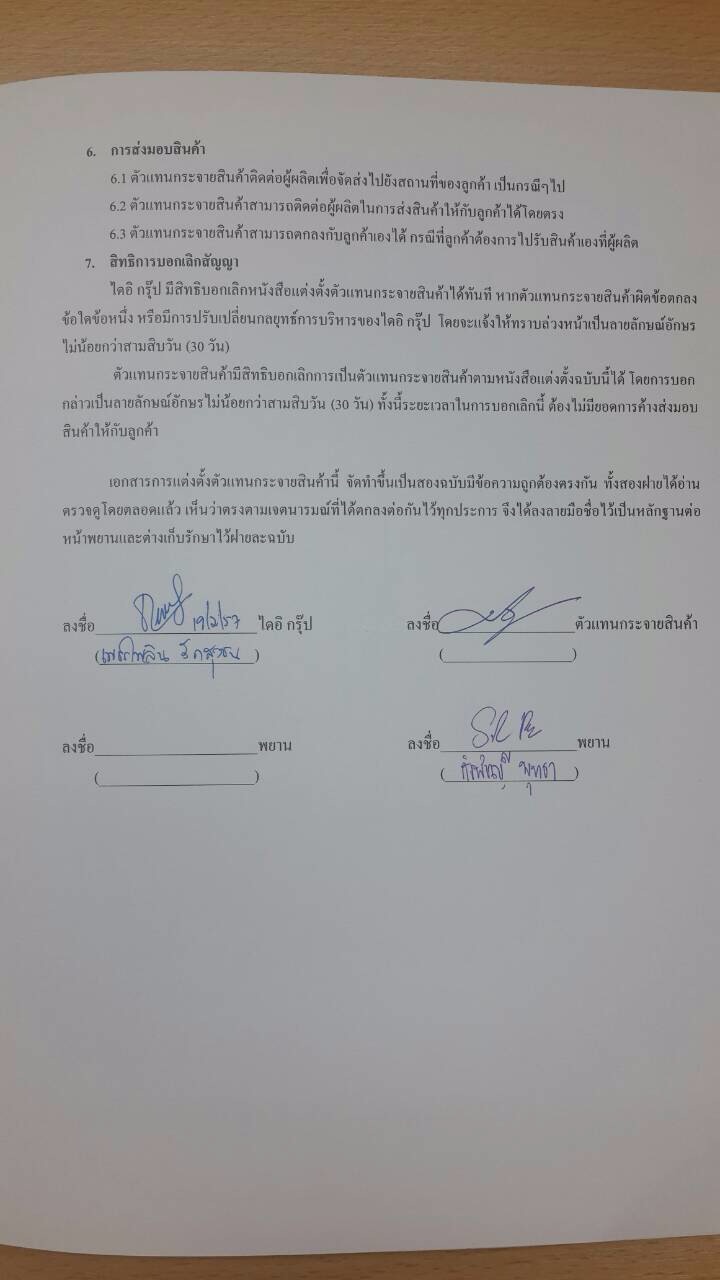 6. การส่งมอบสินค้า
6.1 ตัวแทนกระจายสินค้าติดต่อผู้ผลิตเพื่อจัดส่งไปยังสถานที่ของลูกค้า เป็นกรณีๆไป
6.2 ตัวแทนกระจายสินค้าสามารถติดต่อผู้ผลิตในการส่งสินค้าให้กับลูกค้าได้โดยตรง
6.3 ตัวแทนกระจายสินค้าสามารถตกลงกับลูกค้าเองได้ กรณีที่ลูกค้าต้องการไปรับสินค้าเองที่ผู้ผลิต
7. สิทธิการบอกเลิกสัญญา
ไดอิ กรุ๊ป มีสิทธิบอกเลิกหนังสือแต่งตั้งตัวแทนกระจายสินค้าได้ทันที หากตัวแทนกระจายสินค้าผิดข้อตกลง
ข้อใดข้อหนึ่ง หรือมีการปรับเปลี่ยนกลยุทธ์การบริหารของไดอิ กรุ๊ป โดยจะแจ้งให้ทราบล่วงหน้าเป็นลายลักษณ์อักษร
ไม่น้อยกว่าสามสิบวัน (30 วัน)
ตัวแทนกระจายสินค้ามีสิทธิบอกเลิกการเป็นตัวแทนกระจายสินค้าตามหนังสือแต่งตั้งฉบับนี้ได้ โดยการบอก
กล่าวเป็นลายลักษณ์อักษรไม่น้อยกว่าสามสิบวัน (30 วัน) ทั้งนี้ระยะเวลาในการบอกเลิกนี้ ต้องไม่มียอดการค้างส่งมอบ
สินค้าให้กับลูกค้า
เอกสารการแต่งตั้งตัวแทนกระจายสินค้านี้ จัดทำขึ้นเป็นสองฉบับมีข้อความถูกต้องตรงกัน ทั้งสองฝ่ายได้อ่าน
ตรวจดูโดยตลอดแล้ว เห็นว่าตรงตามเจตนารมณ์ที่ได้ตกลงต่อกันไว้ทุกประการ จึงได้ลงลายมือชื่อไว้เป็นหลักฐานต่อ
หน้าพยานและต่างเก็บรักษาไว้ฝ่ายละฉบับ
ลงชื่อ ไดอิ กรุ๊ป ลงชื่อ ตัวแทนกระจายสินค้า
( ) ( )
ลงชื่อ พยาน ลงชื่อ พยาน
( ) ( )